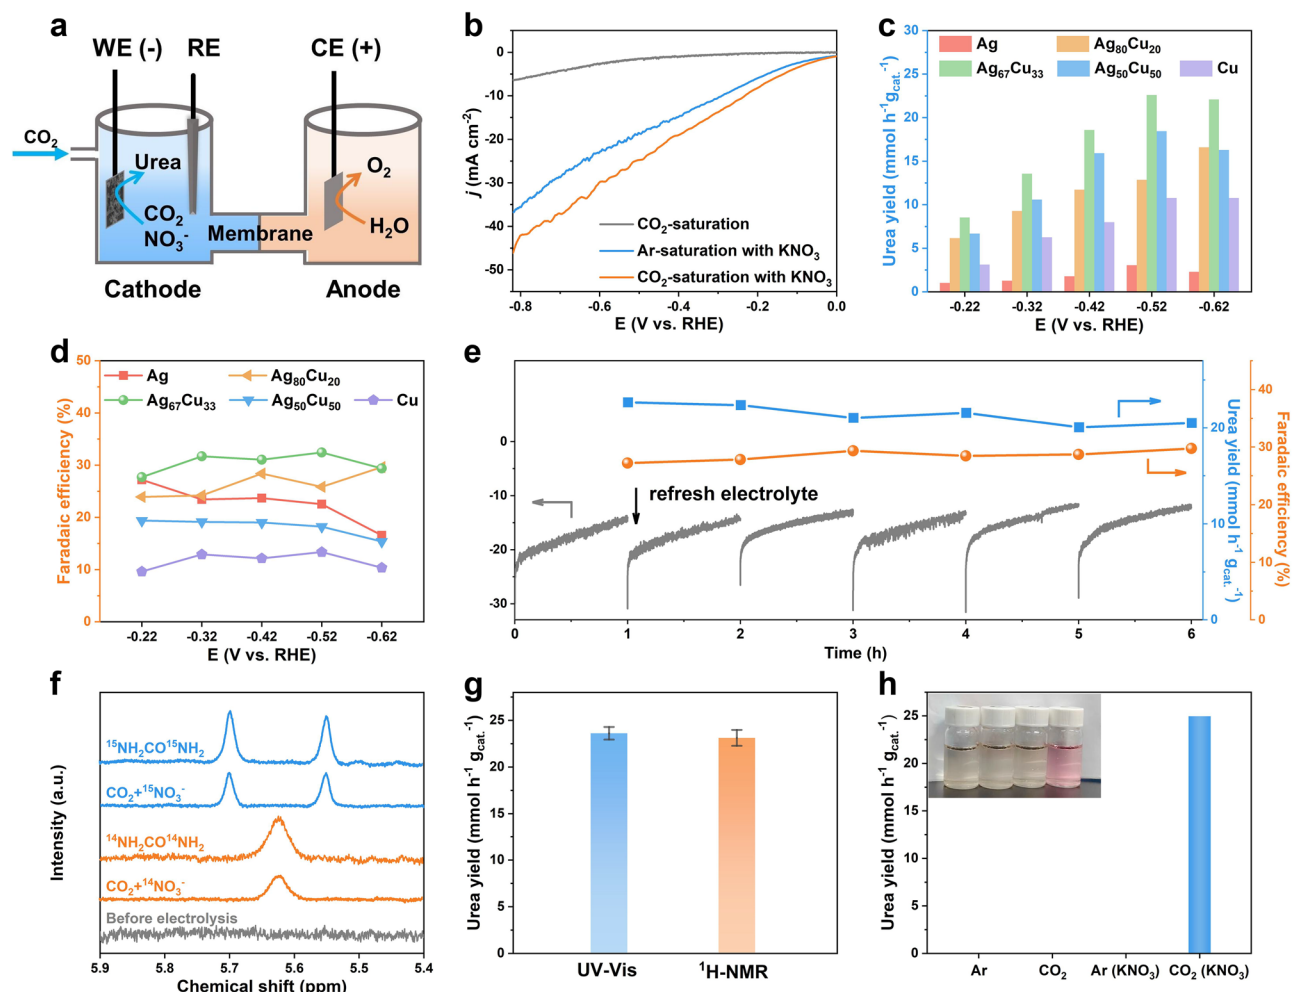 a
WE (-) RE CE (+)
CO₂
Urea
CO₂
NO₃⁻
Membrane
O₂
H₂O
Cathode Anode
b
0
-10
-20
-30
-40
-50
j (mA cm⁻²)
CO₂-saturation
Ar-saturation with KNO₃
CO₂-saturation with KNO₃
-0.8 -0.6 -0.4 -0.2 0.0
E (V vs. RHE)
c
30
25
20
15
10
5
0
Urea yield (mmol h⁻¹g_cat.⁻¹)
Ag Ag₈₀Cu₂₀
Ag₆₇Cu₃₃ Ag₅₀Cu₅₀ Cu
-0.22 -0.32 -0.42 -0.52 -0.62
E (V vs. RHE)
d
50
40
30
20
10
0
Faradaic efficiency (%)
Ag Ag₈₀Cu₂₀
Ag₆₇Cu₃₃ Ag₅₀Cu₅₀ Cu
-0.22 -0.32 -0.42 -0.52 -0.62
E (V vs. RHE)
e
0
-10
-20
-30
refresh electrolyte
0 1 2 3 4 5 6
Time (h)
20
10
0
Urea yield (mmol h⁻¹ g_cat.⁻¹)
40
30
20
10
0
Faradaic efficiency (%)
f
Intensity (a.u.)
¹⁵NH₂CO¹⁵NH₂
CO₂+¹⁵NO₃⁻
¹⁴NH₂CO¹⁴NH₂
CO₂+¹⁴NO₃⁻
Before electrolysis
5.9 5.8 5.7 5.6 5.5 5.4
Chemical shift (ppm)
g
25
20
15
10
5
0
Urea yield (mmol h⁻¹ g_cat.⁻¹)
UV-Vis ¹H-NMR
h
25
20
15
25
10
5
0
Urea yield (mmol h⁻¹ g_cat.⁻¹)
Ar CO₂ Ar (KNO₃) CO₂ (KNO₃)